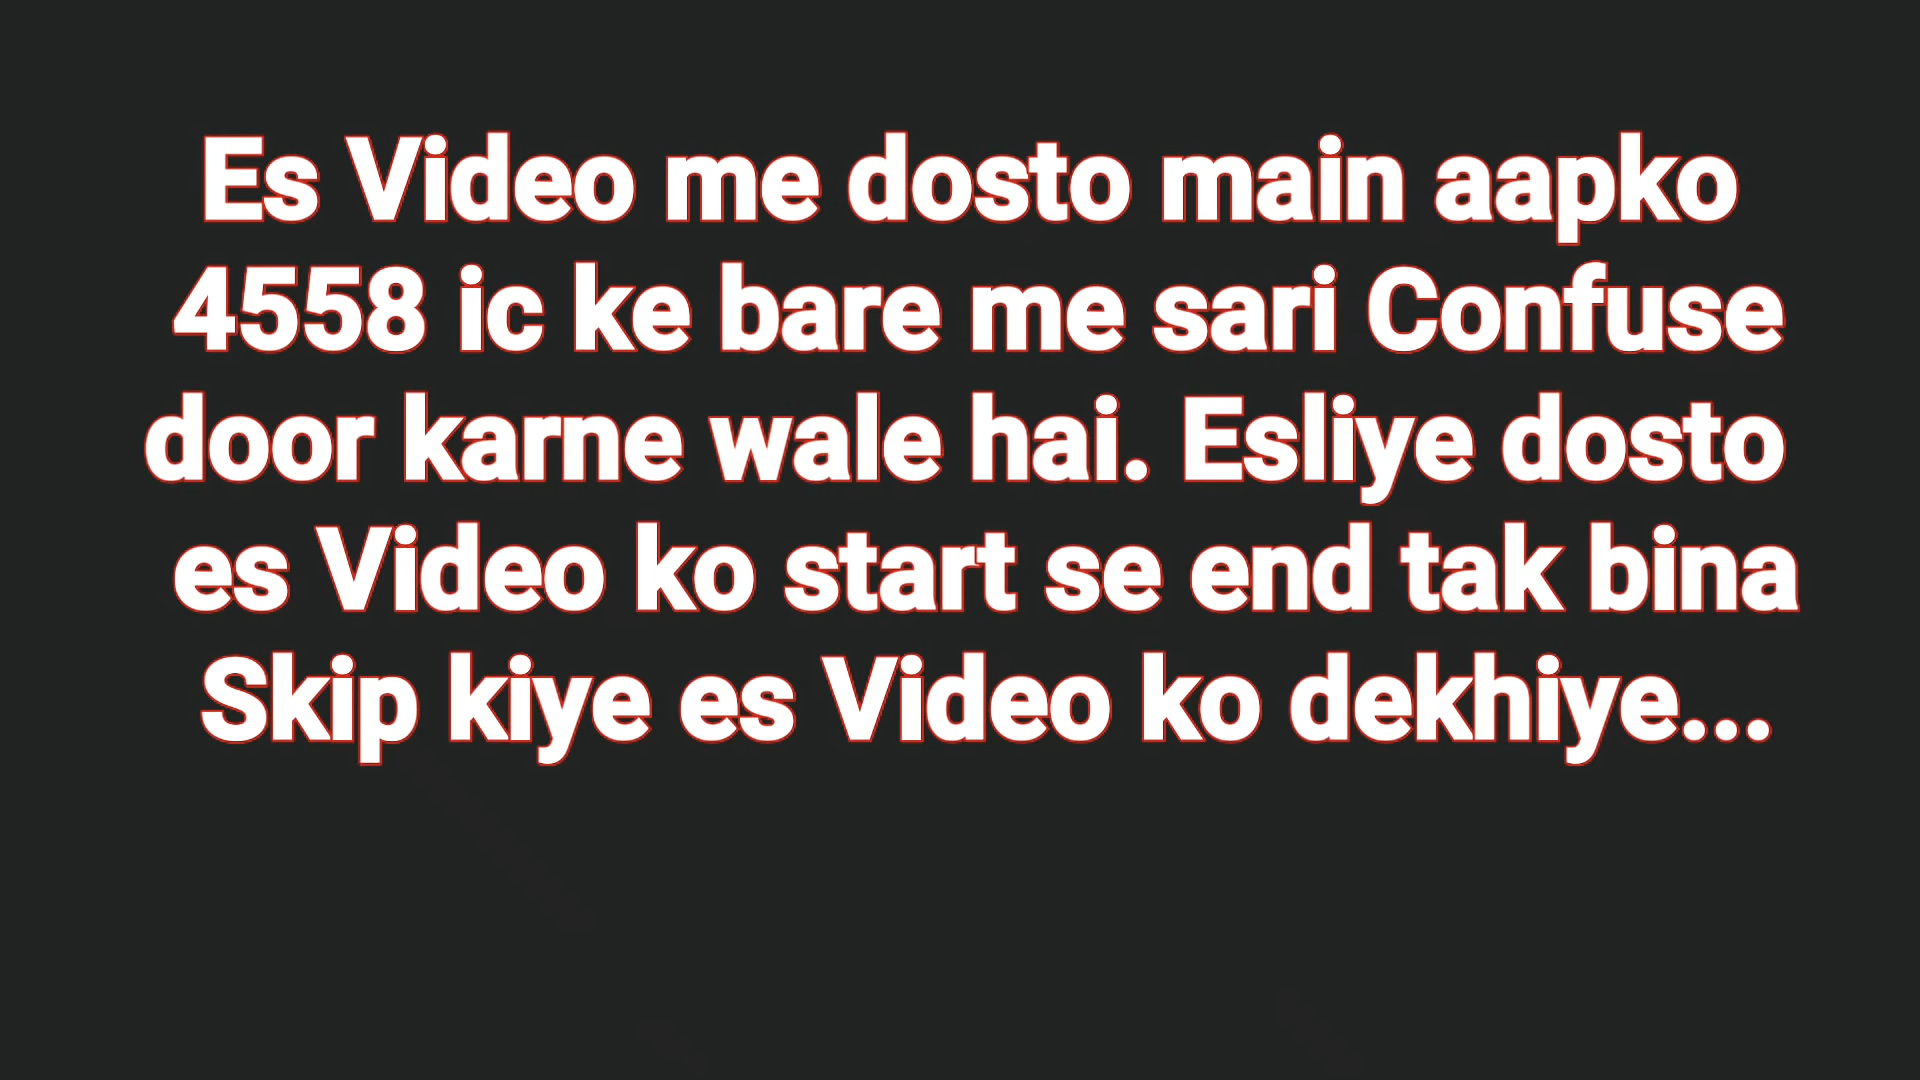 Es Video me dosto main aapko
4558 ic ke bare me sari Confuse
door karne wale hai. Esliye dosto
es Video ko start se end tak bina
Skip kiye es Video ko dekhiye...